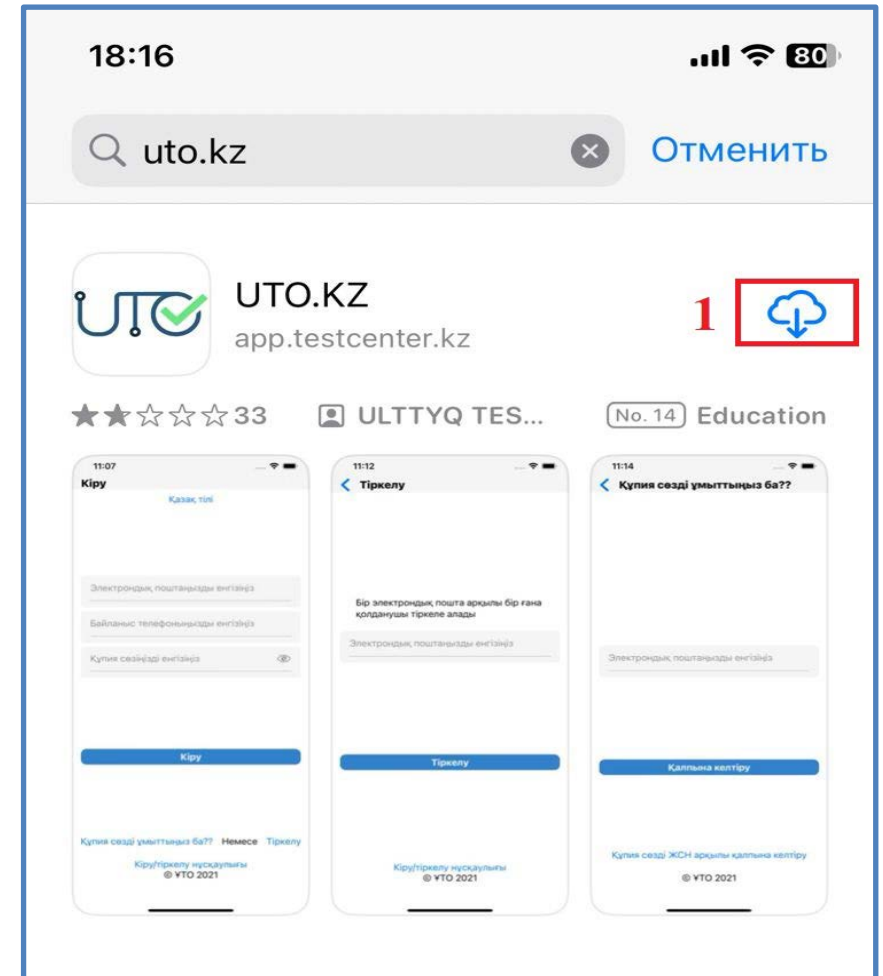 18:16
80
uto.kz
Отменить
UTO
UTO.KZ
app.testcenter.kz
1
33
ULTTYQ TES...
No. 14
Education
11:07
Кіру
Қазақ тілі
Электрондық поштаңызды енгізіңіз
Байланыс телефоныңызды енгізіңіз
Құпия сөзіңізді енгізіңіз
Кіру
Құпия сөзді ұмыттыңыз ба?? Немесе Тіркелу
Кіру/тіркелу нұсқаулығы
© ҰТО 2021
11:12
Тіркелу
Бір электрондық пошта арқылы бір ғана
қолданушы тіркеле алады
Электрондық поштаңызды енгізіңіз
Тіркелу
Кіру/тіркелу нұсқаулығы
© ҰТО 2021
11:14
Құпия сөзді ұмыттыңыз ба??
Электрондық поштаңызды енгізіңіз
Қалпына келтіру
Құпия сөзді ЖСН арқылы қалпына келтіру
© ҰТО 2021